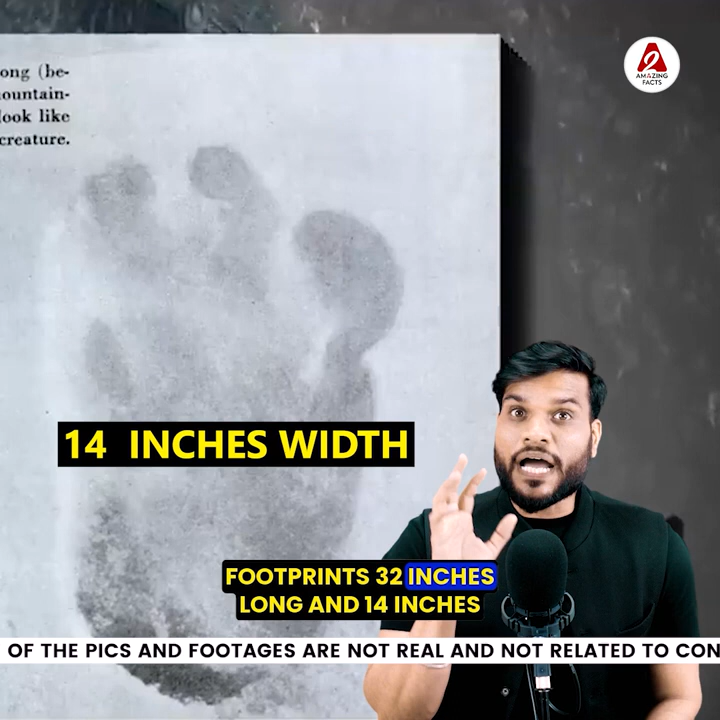 ong (be-
ountain-
look like
creature.
A2
AMAZING
FACTS
14 INCHES WIDTH
FOOTPRINTS 32 INCHES
LONG AND 14 INCHES
OF THE PICS AND FOOTAGES ARE NOT REAL AND NOT RELATED TO CON